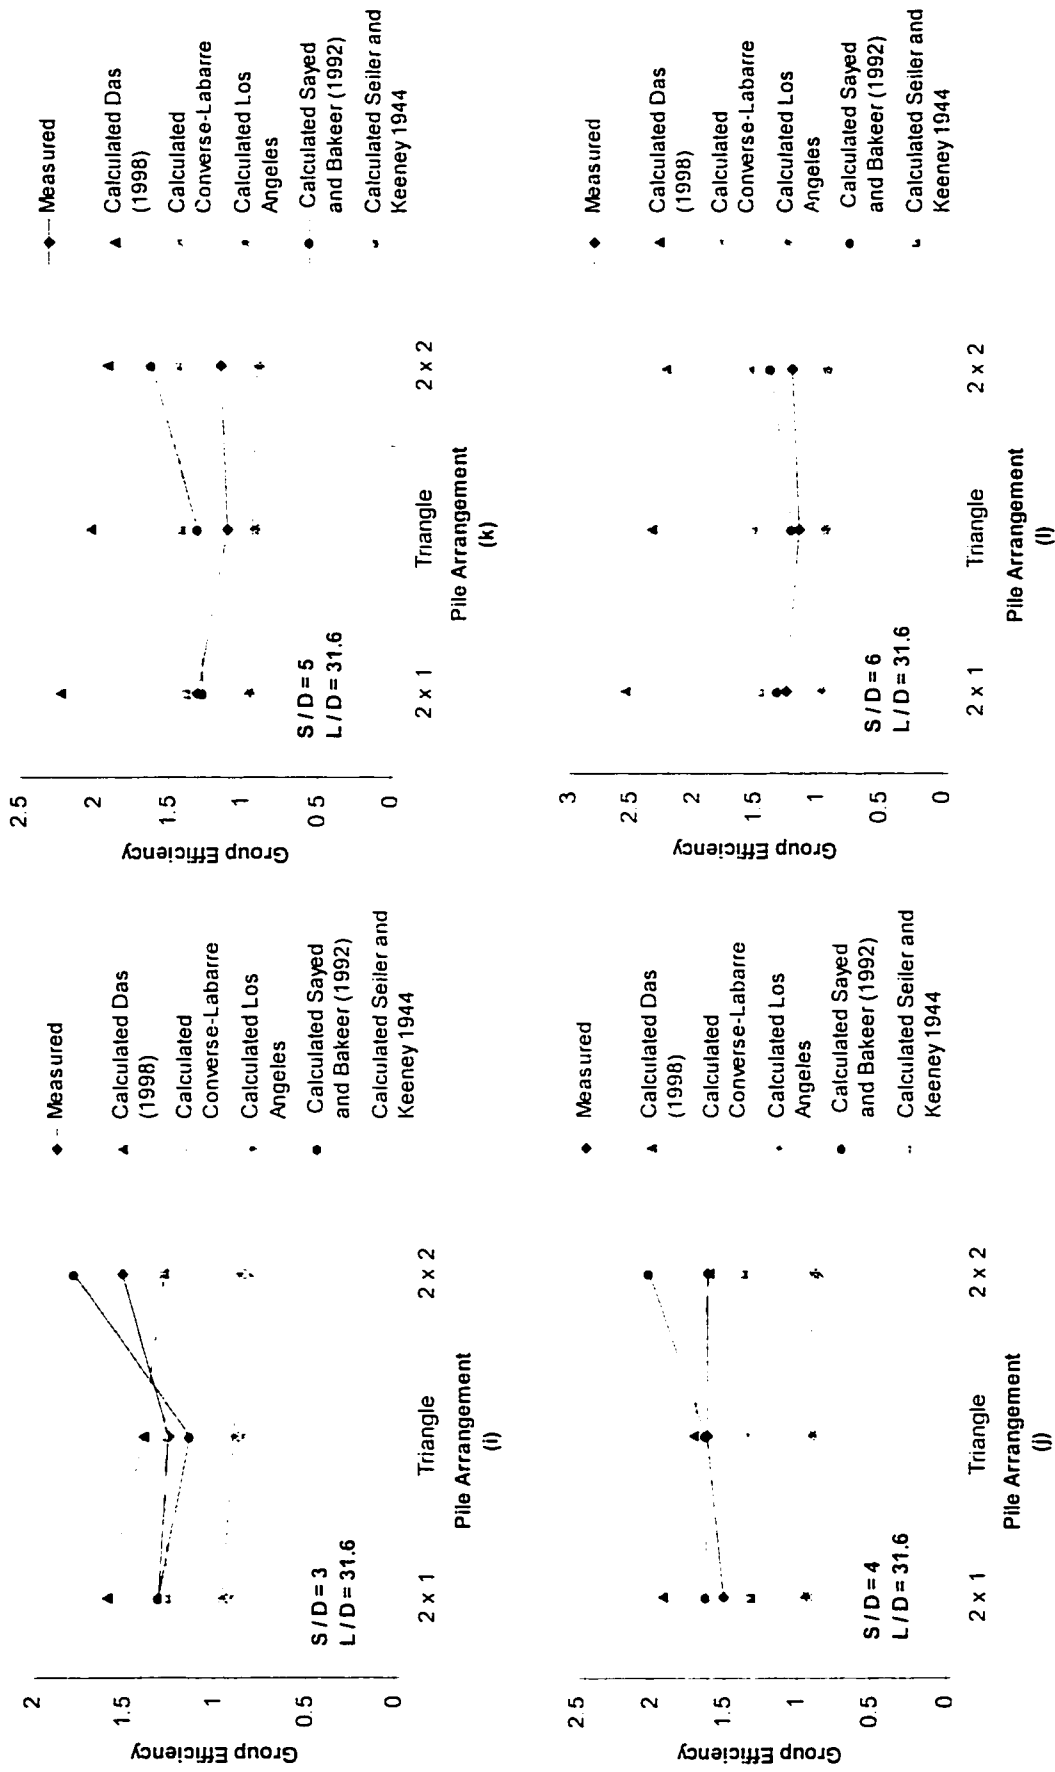 2
1.5
1
0.5
0
Group Efficiency
S / D = 3
L / D = 31.6
2 x 1
Triangle
2 x 2
Pile Arrangement
(i)
Measured
Calculated Das
(1998)
Calculated
Converse-Labarre
Calculated Los
Angeles
Calculated Sayed
and Bakeer (1992)
Calculated Seiler and
Keeney 1944
2.5
2
1.5
1
0 5
0
Group Efficiency
S / D = 5
L / D = 31.6
2 x 1
Triangle
2 x 2
Pile Arrangement
(k)
Measured
Calculated Das
(1998)
Calculated
Converse-Labarre
Calculated Los
Angeles
Calculated Sayed
and Bakeer (1992)
Calculated Seiler and
Keeney 1944
2.5
2
1.5
1
0.5
0
Group Efficiency
S / D = 4
L / D = 31.6
2 x 1
Triangle
2 x 2
Pile Arrangement
(j)
Measured
Calculated Das
(1998)
Calculated
Converse-Labarre
Calculated Los
Angeles
Calculated Sayed
and Bakeer (1992)
Calculated Seiler and
Keeney 1944
3
2.5
2
1.5
1
0.5
0
Group Efficiency
S / D = 6
L / D = 31.6
2 x 1
Triangle
2 x 2
Pile Arrangement
(l)
Measured
Calculated Das
(1998)
Calculated
Converse-Labarre
Calculated Los
Angeles
Calculated Sayed
and Bakeer (1992)
Calculated Seiler and
Keeney 1944